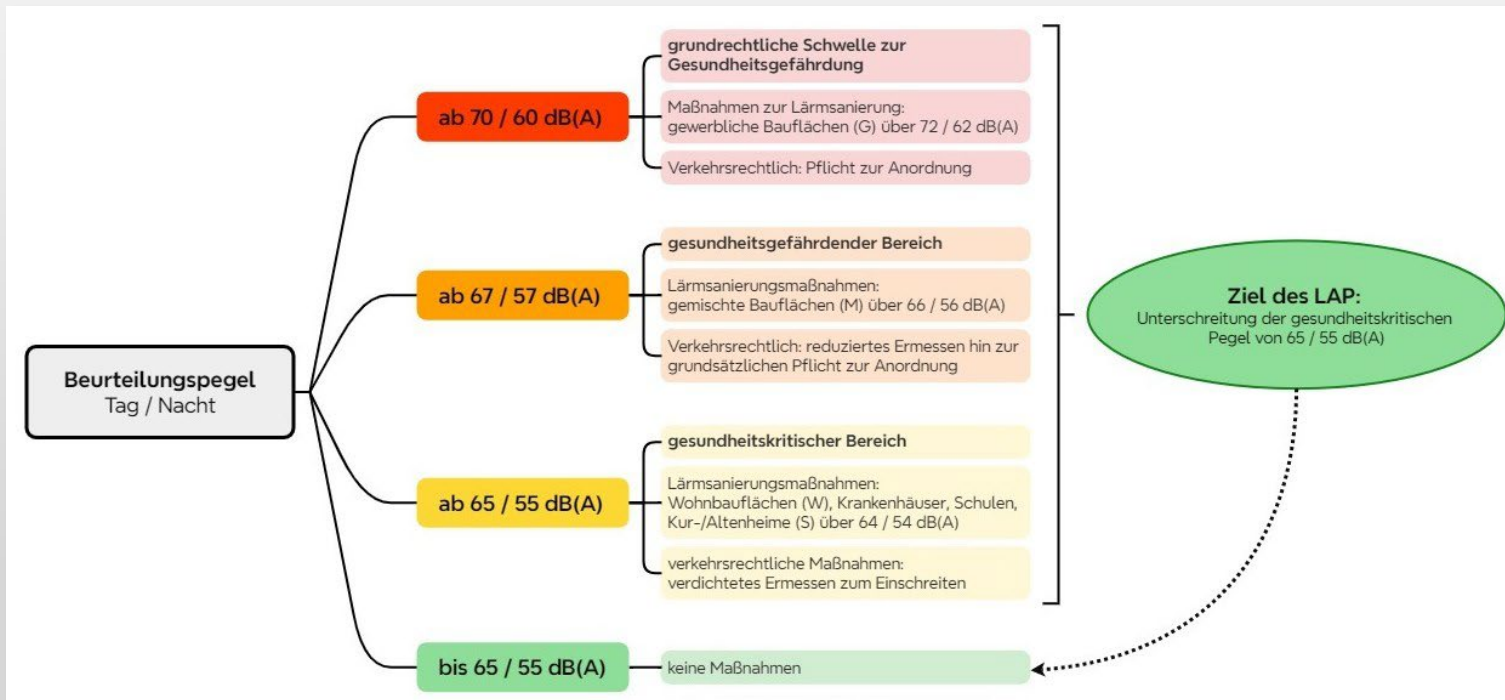 Beurteilungspegel
Tag / Nacht
ab 70 / 60 dB(A)
grundrechtliche Schwelle zur
Gesundheitsgefährdung
Maßnahmen zur Lärmsanierung:
gewerbliche Bauflächen (G) über 72 / 62 dB(A)
Verkehrsrechtlich: Pflicht zur Anordnung
ab 67 / 57 dB(A)
gesundheitsgefährdender Bereich
Lärmsanierungsmaßnahmen:
gemischte Bauflächen (M) über 66 / 56 dB(A)
Verkehrsrechtlich: reduziertes Ermessen hin zur
grundsätzlichen Pflicht zur Anordnung
ab 65 / 55 dB(A)
gesundheitskritischer Bereich
Lärmsanierungsmaßnahmen:
Wohnbauflächen (W), Krankenhäuser, Schulen,
Kur-/Altenheime (S) über 64 / 54 dB(A)
verkehrsrechtliche Maßnahmen:
verdichtetes Ermessen zum Einschreiten
bis 65 / 55 dB(A)
keine Maßnahmen
Ziel des LAP:
Unterschreitung der gesundheitskritischen
Pegel von 65 / 55 dB(A)